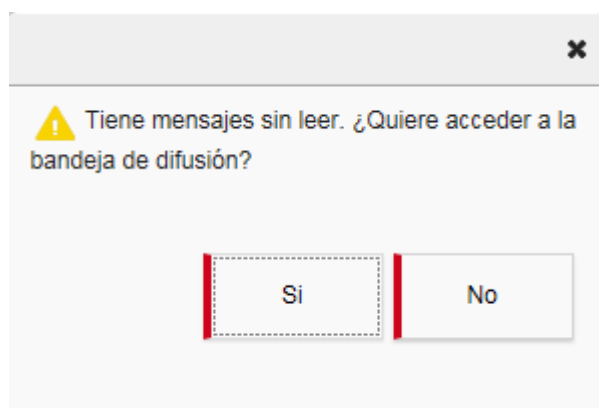 Tiene mensajes sin leer. ¿Quiere acceder a la
bandeja de difusión?
Si
No